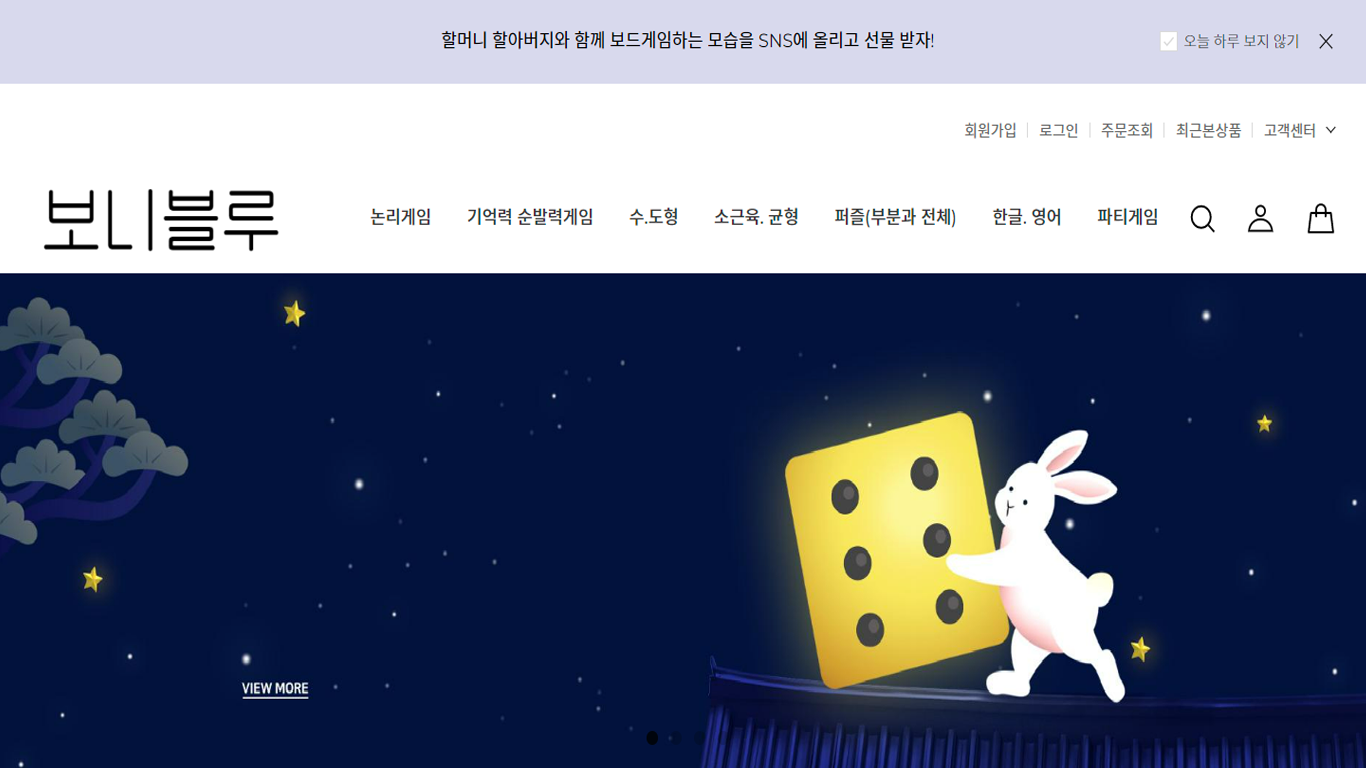 할머니 할아버지와 함께 보드게임하는 모습을 SNS에 올리고 선물 받자!
오늘 하루 보지 않기
회원가입 로그인 주문조회 최근본상품 고객센터
보니블루
논리게임 기억력 순발력게임 수.도형 소근육. 균형 퍼즐(부분과 전체) 한글. 영어 파티게임
VIEW MORE